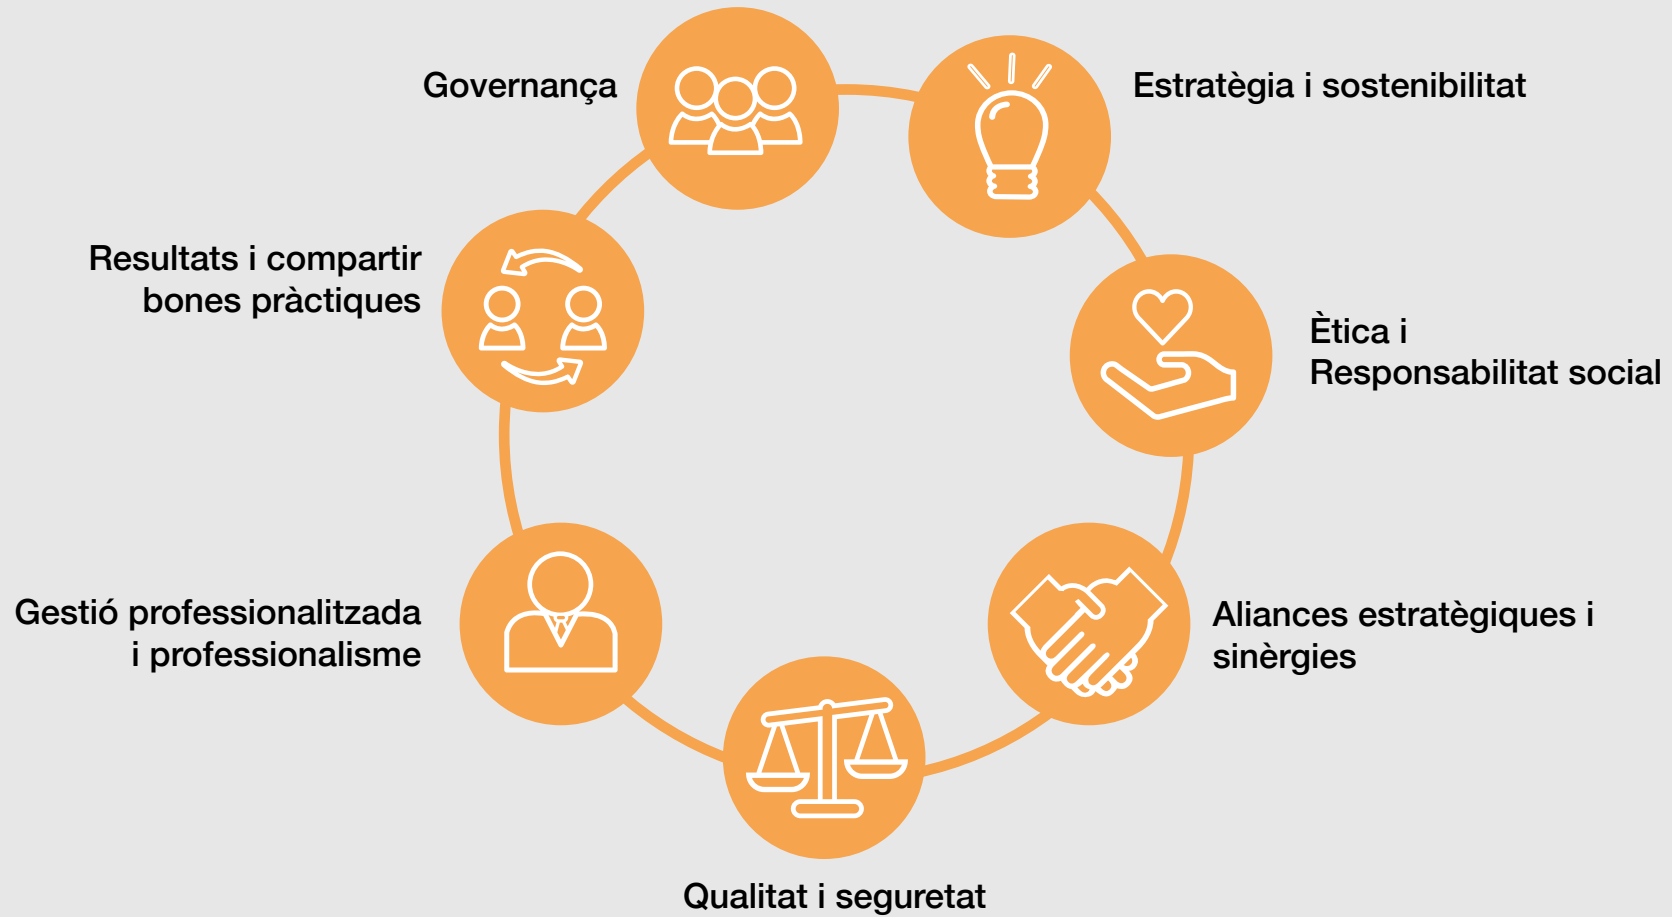 Governança
Estratègia i sostenibilitat
Resultats i compartir
bones pràctiques
Ètica i
Responsabilitat social
Gestió professionalitzada
i professionalisme
Aliances estratègiques i
sinèrgies
Qualitat i seguretat